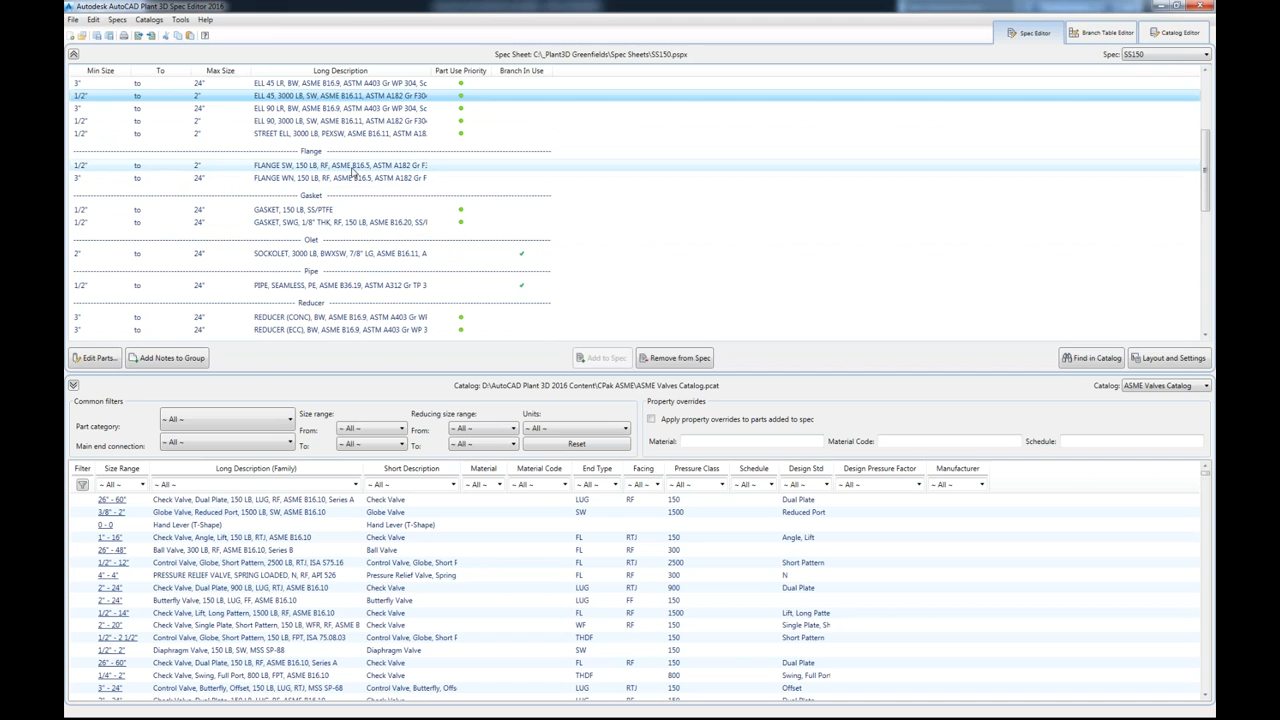 Autodesk AutoCAD Plant 3D Spec Editor 2016
File Edit Specs Catalogs Tools Help
Spec Editor Branch Table Editor Catalog Editor
Spec Sheet: C:\_Plant3D Greenfields\Spec Sheets\SS150.pspx Spec: SS150
Min Size To Max Size Long Description Part Use Priority Branch In Use
3" to 24" ELL 45 LR, BW, ASME B16.9, ASTM A403 Gr WP 304, Sc
1/2" to 2" ELL 45, 3000 LB, SW, ASME B16.11, ASTM A182 Gr F304
3" to 24" ELL 90 LR, BW, ASME B16.9, ASTM A403 Gr WP 304, Sc
1/2" to 2" ELL 90, 3000 LB, SW, ASME B16.11, ASTM A182 Gr F304
1/2" to 2" STREET ELL, 3000 LB, PEXSW, ASME B16.11, ASTM A18
Flange
1/2" to 2" FLANGE SW, 150 LB, RF, ASME B16.5, ASTM A182 Gr F
3" to 24" FLANGE WN, 150 LB, RF, ASME B16.5, ASTM A182 Gr F
Gasket
1/2" to 24" GASKET, 150 LB, SS/PTFE
1/2" to 24" GASKET, SWG, 1/8" THK, RF, 150 LB, ASME B16.20, SS/
Olet
2" to 24" SOCKOLET, 3000 LB, BWXSW, 7/8" LG, ASME B16.11, A
Pipe
1/2" to 24" PIPE, SEAMLESS, PE, ASME B36.19, ASTM A312 Gr TP 3
Reducer
3" to 24" REDUCER (CONC), BW, ASME B16.9, ASTM A403 Gr W
3" to 24" REDUCER (ECC), BW, ASME B16.9, ASTM A403 Gr WP 3
Edit Parts... Add Notes to Group Add to Spec Remove from Spec Find in Catalog Layout and Settings
Catalog: D:\AutoCAD Plant 3D 2016 Content\CPak ASME\ASME Valves Catalog.pcat Catalog: ASME Valves Catalog
Common filters Property overrides
Part category: ~ All ~ Size range: Reducing size range: Units: Apply property overrides to parts added to spec
From: ~ All ~ From: ~ All ~ ~ All ~
Main end connection: ~ All ~ To: ~ All ~ To: ~ All ~ Reset Material: Material Code: Schedule:
Filter Size Range Long Description (Family) Short Description Material Material Code End Type Facing Pressure Class Schedule Design Std Design Pressure Factor Manufacturer
~ All ~ ~ All ~ ~ All ~ ~ All ~ ~ All ~ ~ All ~ ~ All ~ ~ All ~ ~ All ~ ~ All ~ ~ All ~ ~ All ~
26" - 60" Check Valve, Dual Plate, 150 LB, LUG, RF, ASME B16.10, Series A Check Valve LUG RF 150 Dual Plate
3/8" - 2" Globe Valve, Reduced Port, 1500 LB, SW, ASME B16.10 Globe Valve SW 1500 Reduced Port
0 - 0 Hand Lever (T-Shape) Hand Lever (T-Shape)
1" - 16" Check Valve, Angle, Lift, 150 LB, RTJ, ASME B16.10 Check Valve FL RTJ 150 Angle, Lift
26" - 48" Ball Valve, 300 LB, RF, ASME B16.10, Series B Ball Valve FL RF 300
1/2" - 12" Control Valve, Globe, Short Pattern, 2500 LB, RTJ, ISA S75.16 Control Valve, Globe, Short P FL RTJ 2500 Short Pattern
4" - 4" PRESSURE RELIEF VALVE, SPRING LOADED, N, RF, API 526 Pressure Relief Valve, Spring FL RF 300 N
2" - 24" Check Valve, Dual Plate, 900 LB, LUG, RTJ, ASME B16.10 Check Valve LUG RTJ 900 Dual Plate
2" - 24" Butterfly Valve, 150 LB, LUG, FF, ASME B16.10 Butterfly Valve LUG FF 150
1/2" - 14" Check Valve, Lift, Long Pattern, 1500 LB, RF, ASME B16.10 Check Valve FL RF 1500 Lift, Long Patte
2" - 20" Check Valve, Single Plate, Short Pattern, 150 LB, WFR, RF, ASME B16.10 Check Valve WF RF 150 Single Plate, Sh
1/2" - 2 1/2" Control Valve, Globe, Short Pattern, 150 LB, FPT, ISA 75.08.03 Control Valve, Globe, Short P THDF 150 Short Pattern
1/2" - 2" Diaphragm Valve, 150 LB, SW, MSS SP-88 Diaphragm Valve SW 150
26" - 60" Check Valve, Dual Plate, 150 LB, RF, ASME B16.10, Series A Check Valve FL RF 150 Dual Plate
1/4" - 2" Check Valve, Swing, Full Port, 800 LB, FPT, ASME B16.10 Check Valve THDF 800 Swing, Full Por
3" - 24" Control Valve, Butterfly, Offset, 150 LB, LUG, RTJ, MSS SP-68 Control Valve, Butterfly, Offs LUG RTJ 150 Offset